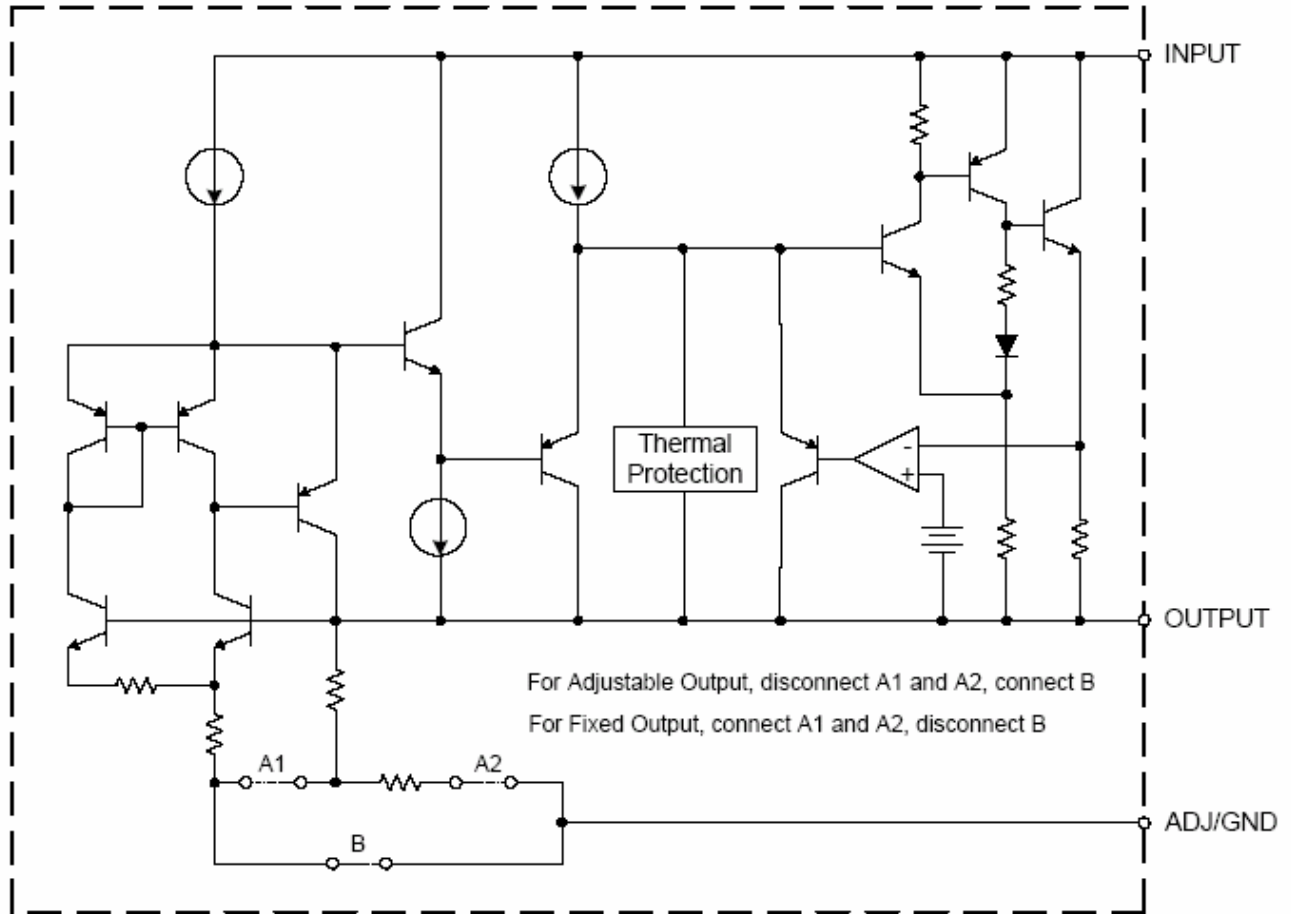 INPUT
Thermal
Protection
-
+
OUTPUT
For Adjustable Output, disconnect A1 and A2, connect B
For Fixed Output, connect A1 and A2, disconnect B
A1
A2
ADJ/GND
B